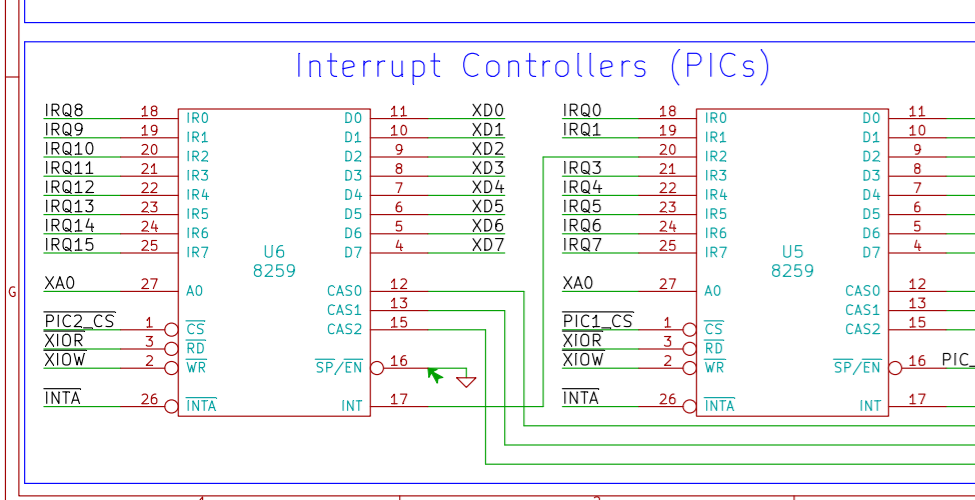 Interrupt Controllers (PICs)
IRQ8 18 IR0 D0 11 XD0 IRQ0 18 IR0 D0 11
IRQ9 19 IR1 D1 10 XD1 IRQ1 19 IR1 D1 10
IRQ10 20 IR2 D2 9 XD2 20 IR2 D2 9
IRQ11 21 IR3 D3 8 XD3 IRQ3 21 IR3 D3 8
IRQ12 22 IR4 D4 7 XD4 IRQ4 22 IR4 D4 7
IRQ13 23 IR5 D5 6 XD5 IRQ5 23 IR5 D5 6
IRQ14 24 IR6 D6 5 XD6 IRQ6 24 IR6 D6 5
IRQ15 25 IR7 D7 4 XD7 IRQ7 25 IR7 D7 4
U6 U5
8259 8259
G XA0 27 A0 CAS0 12 XA0 27 A0 CAS0 12
CAS1 13 CAS1 13
PIC2_CS 1 CS CAS2 15 PIC1_CS 1 CS CAS2 15
XIOR 3 RD XIOR 3 RD
XIOW 2 WR SP/EN 16 XIOW 2 WR SP/EN 16 PIC_
INTA 26 INTA INT 17 INTA 26 INTA INT 17